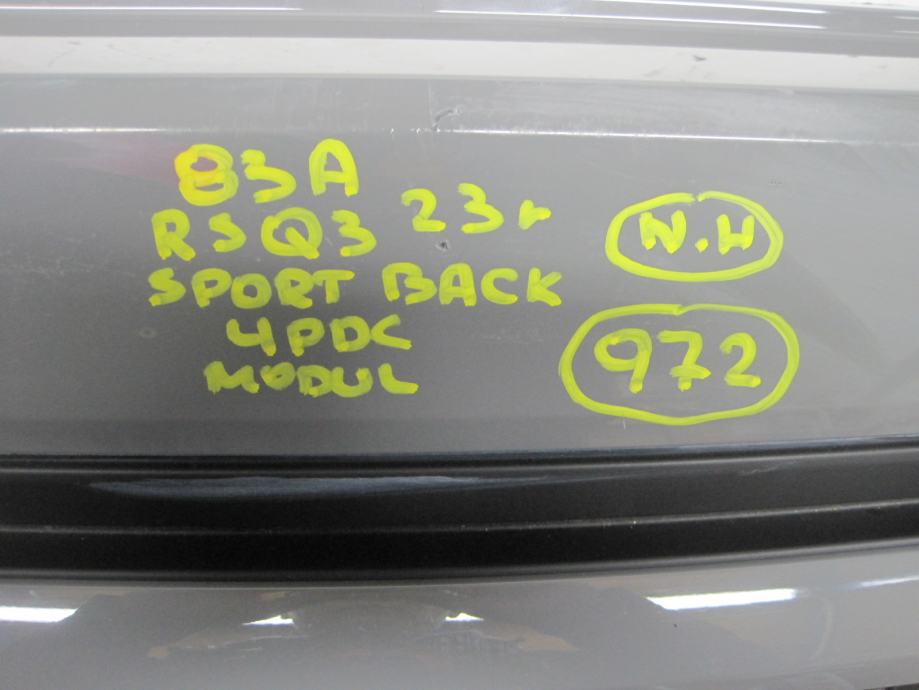 83A
RSQ3 23r
SPORT BACK
4PDC
MODUL
N.H
972